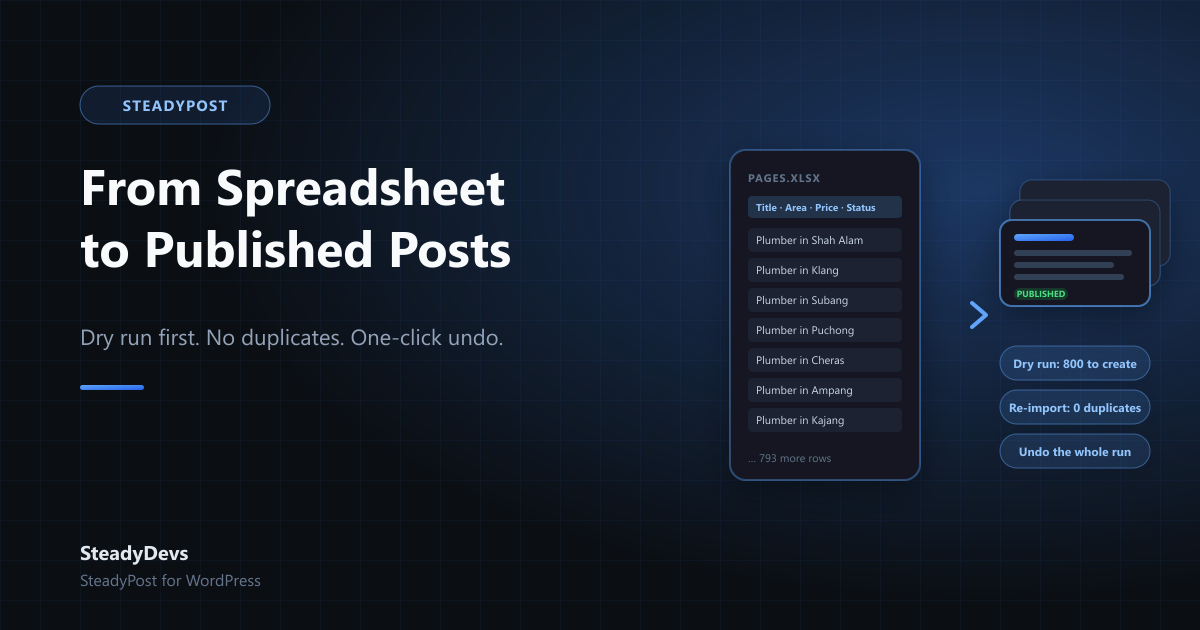 STEADYPOST
From Spreadsheet
to Published Posts
Dry run first. No duplicates. One-click undo.
SteadyDevs
SteadyPost for WordPress
PAGES.XLSX
Title · Area · Price · Status
Plumber in Shah Alam
Plumber in Klang
Plumber in Subang
Plumber in Puchong
Plumber in Cheras
Plumber in Ampang
Plumber in Kajang
... 793 more rows
PUBLISHED
Dry run: 800 to create
Re-import: 0 duplicates
Undo the whole run